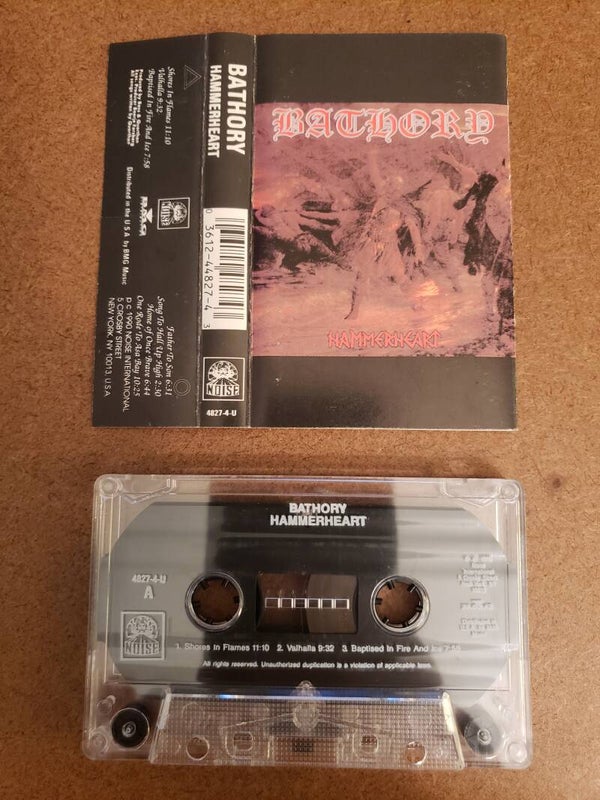 BATHORY
HAMMERHEART
BATHORY
HAMMERHEART
Shores In Flames 11:10
Valhalla 9:32
Baptised In Fire And Ice 7:58
Distributed in the U S A by BMG Music
Father To Son 6:31
Song To Hall Up High 2:30
Home of Once Brave 6:44
One Rode To Asa Bay 10:25
1990 NOISE INTERNATIONAL
5 CROSBY STREET
NEW YORK, NY 10013, U.S.A
0 3612-44827-4 3
NOISE
4827-4-U
BATHORY
HAMMERHEART
4827-4-U
A
NOISE
1. Shores In Flames 11:10 2. Valhalla 9:32 3. Baptised In Fire And Ice 7:58
All rights reserved. Unauthorized duplication is a violation of applicable laws.